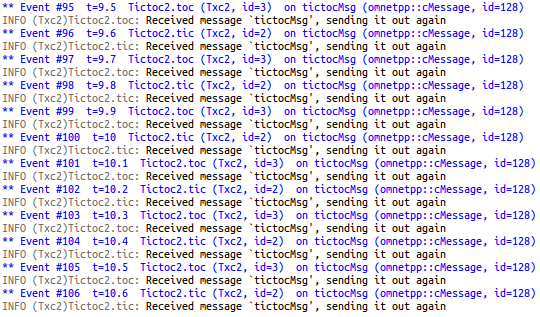 ** Event #95  t=9.5  Tictoc2.toc (Txc2, id=3)  on tictocMsg (omnetpp::cMessage, id=128)
INFO (Txc2)Tictoc2.toc: Received message `tictocMsg', sending it out again
** Event #96  t=9.6  Tictoc2.tic (Txc2, id=2)  on tictocMsg (omnetpp::cMessage, id=128)
INFO (Txc2)Tictoc2.tic: Received message `tictocMsg', sending it out again
** Event #97  t=9.7  Tictoc2.toc (Txc2, id=3)  on tictocMsg (omnetpp::cMessage, id=128)
INFO (Txc2)Tictoc2.toc: Received message `tictocMsg', sending it out again
** Event #98  t=9.8  Tictoc2.tic (Txc2, id=2)  on tictocMsg (omnetpp::cMessage, id=128)
INFO (Txc2)Tictoc2.tic: Received message `tictocMsg', sending it out again
** Event #99  t=9.9  Tictoc2.toc (Txc2, id=3)  on tictocMsg (omnetpp::cMessage, id=128)
INFO (Txc2)Tictoc2.toc: Received message `tictocMsg', sending it out again
** Event #100  t=10  Tictoc2.tic (Txc2, id=2)  on tictocMsg (omnetpp::cMessage, id=128)
INFO (Txc2)Tictoc2.tic: Received message `tictocMsg', sending it out again
** Event #101  t=10.1  Tictoc2.toc (Txc2, id=3)  on tictocMsg (omnetpp::cMessage, id=128)
INFO (Txc2)Tictoc2.toc: Received message `tictocMsg', sending it out again
** Event #102  t=10.2  Tictoc2.tic (Txc2, id=2)  on tictocMsg (omnetpp::cMessage, id=128)
INFO (Txc2)Tictoc2.tic: Received message `tictocMsg', sending it out again
** Event #103  t=10.3  Tictoc2.toc (Txc2, id=3)  on tictocMsg (omnetpp::cMessage, id=128)
INFO (Txc2)Tictoc2.toc: Received message `tictocMsg', sending it out again
** Event #104  t=10.4  Tictoc2.tic (Txc2, id=2)  on tictocMsg (omnetpp::cMessage, id=128)
INFO (Txc2)Tictoc2.tic: Received message `tictocMsg', sending it out again
** Event #105  t=10.5  Tictoc2.toc (Txc2, id=3)  on tictocMsg (omnetpp::cMessage, id=128)
INFO (Txc2)Tictoc2.toc: Received message `tictocMsg', sending it out again
** Event #106  t=10.6  Tictoc2.tic (Txc2, id=2)  on tictocMsg (omnetpp::cMessage, id=128)
INFO (Txc2)Tictoc2.tic: Received message `tictocMsg', sending it out again